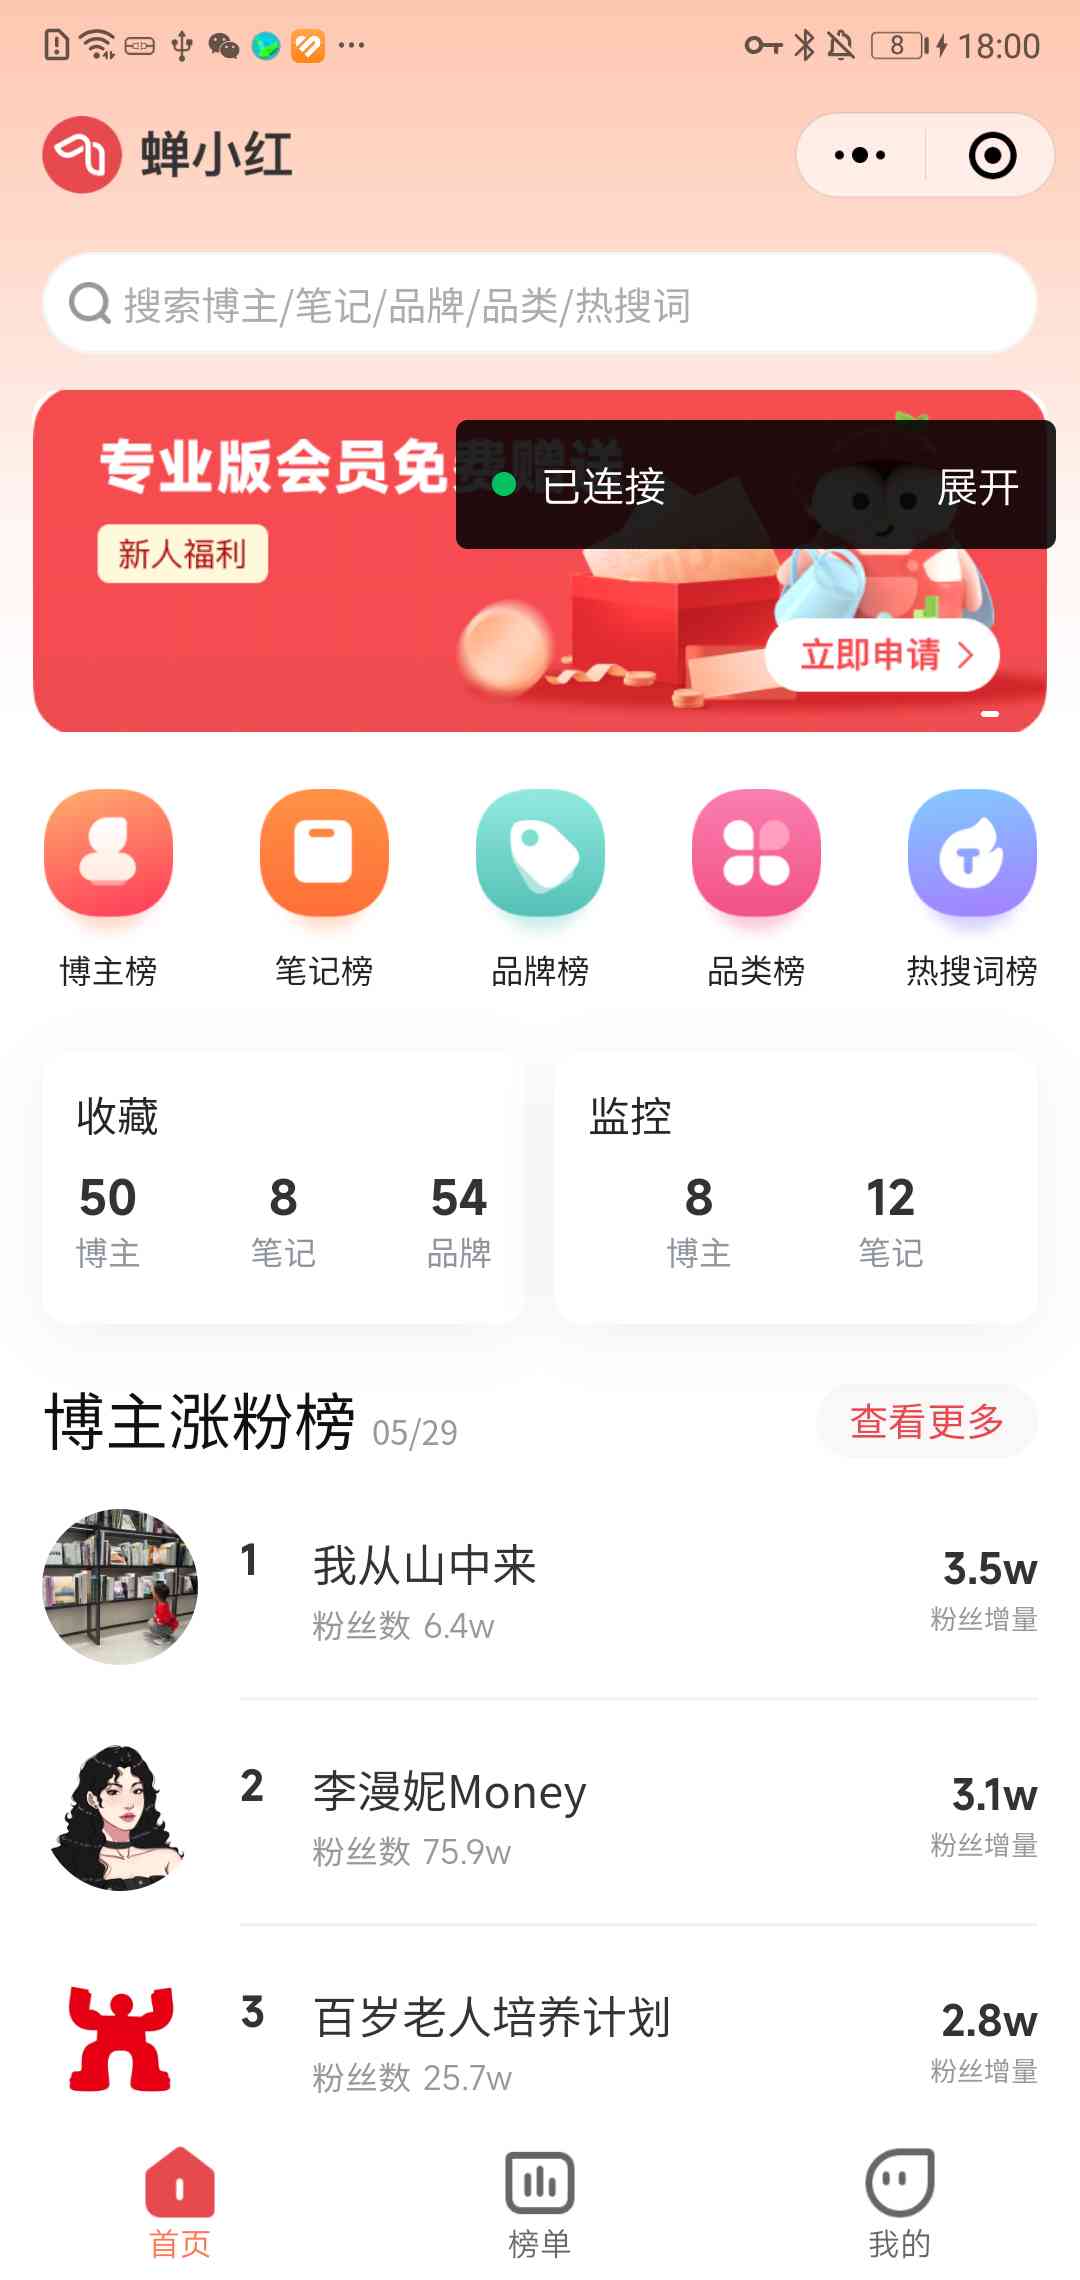 8 18:00
蝉小红
搜索博主/笔记/品牌/品类/热搜词
专业版会员免费赠送
已连接 展开
新人福利
立即申请
博主榜 笔记榜 品牌榜 品类榜 热搜词榜
收藏
50 8 54
博主 笔记 品牌
监控
8 12
博主 笔记
博主涨粉榜 05/29 查看更多
1 我从山中来 3.5w
粉丝数 6.4w 粉丝增量
2 李漫妮Money 3.1w
粉丝数 75.9w 粉丝增量
3 百岁老人培养计划 2.8w
粉丝数 25.7w 粉丝增量
首页 榜单 我的